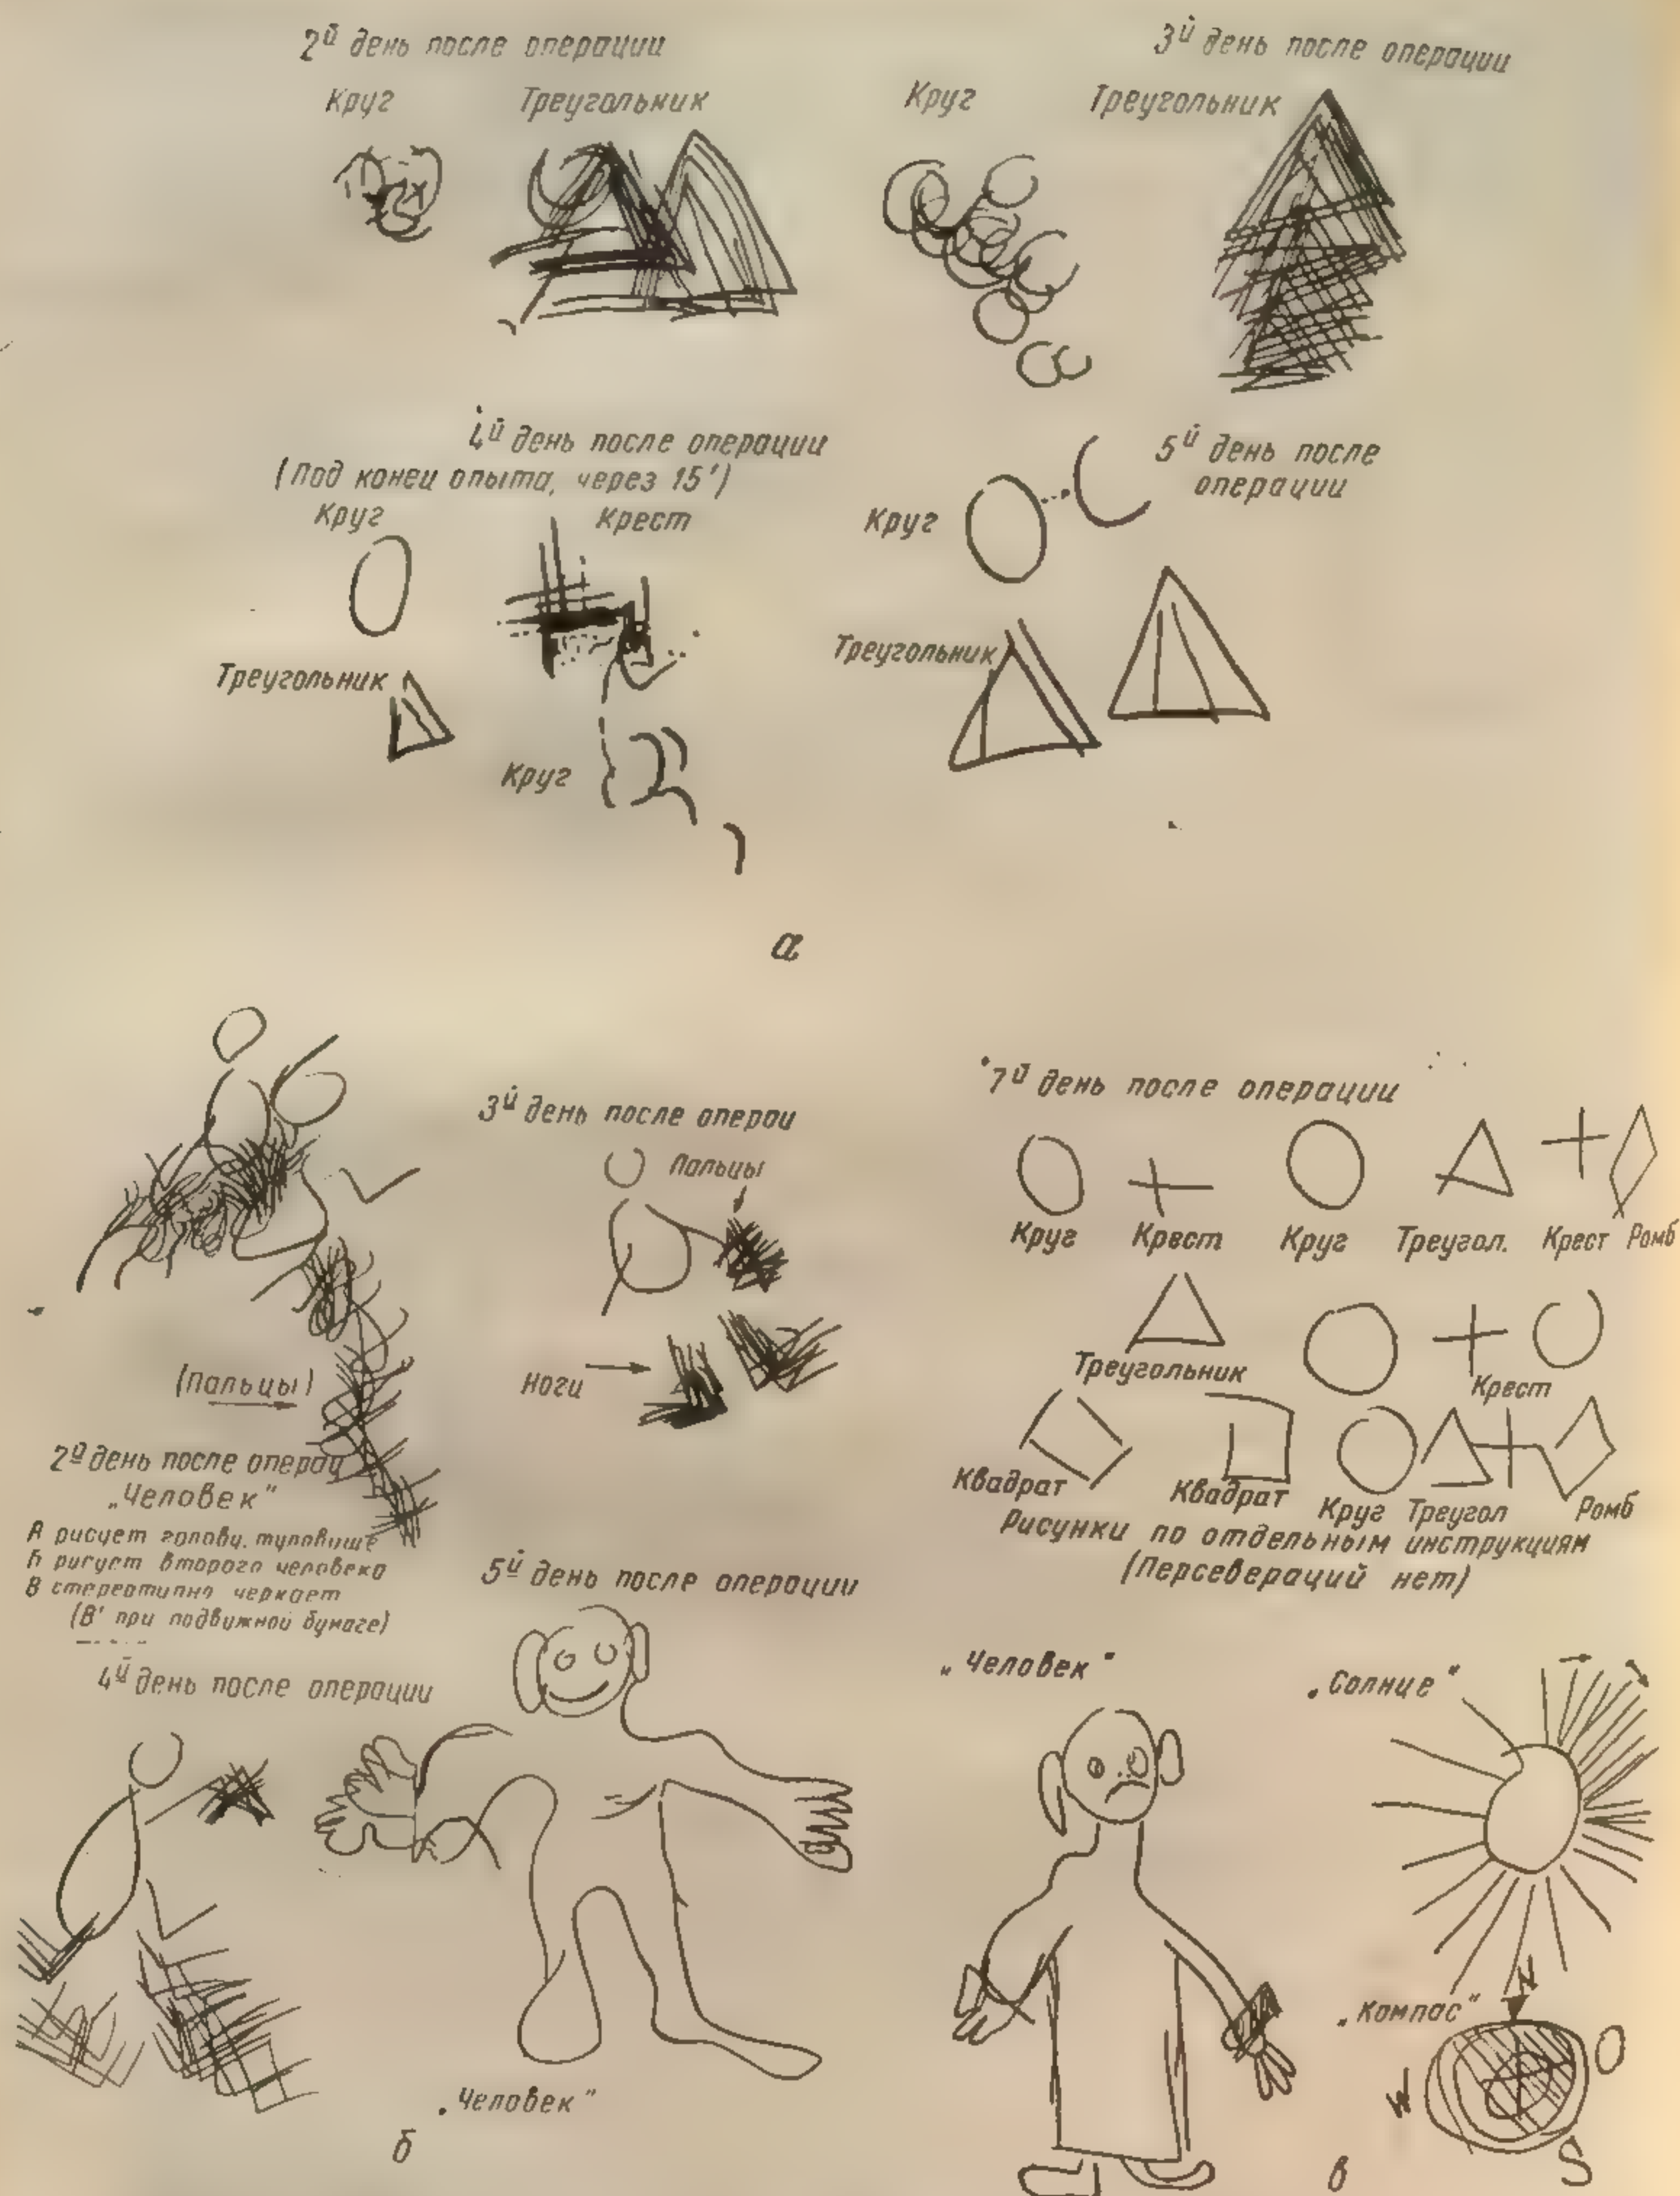 2й день после операции
Круг Треугольник
3й день после операции
Круг Треугольник
4й день после операции
(Под конец опыта, через 15')
Круг Крест
Треугольник
Круг
5й день после
операции
Круг
Треугольник
а
(Пальцы)
2й день после операц
„Человек"
А рисует голову, туловище
Б рисует второго человека
В стереотипно черкает
(В' при подвижной бумаге)
3й день после операц
Пальцы
Ноги
4й день после операции
5й день после операции
„Человек"
б
7й день после операции
Круг Крест Круг Треугол. Крест Ромб
Треугольник Крест
Квадрат Квадрат Круг Треугол Ромб
Рисунки по отдельным инструкциям
(Персевераций нет)
„Человек"
„Солнце"
„Компас"
N
O
W
S
в